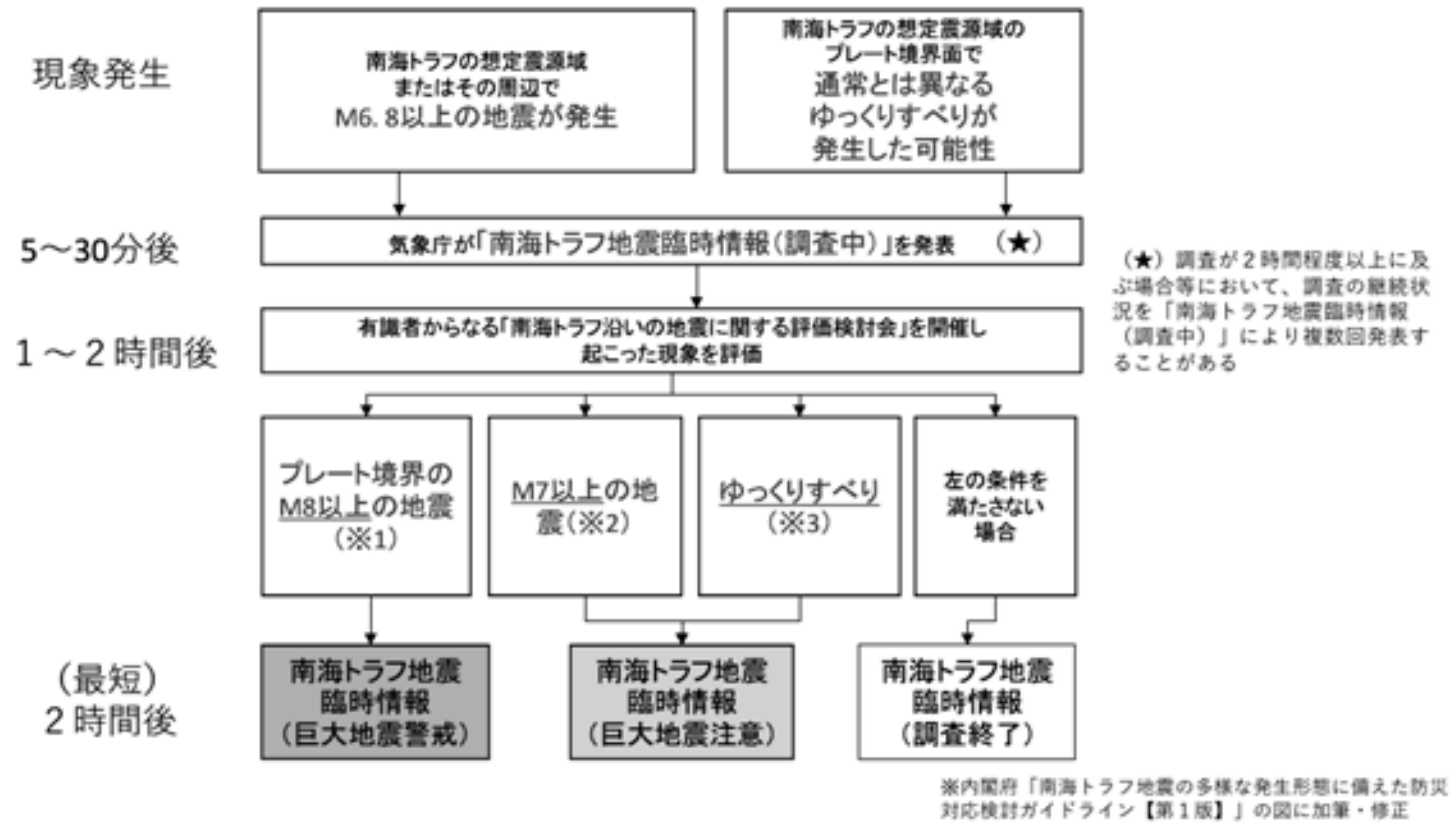 現象発生
南海トラフの想定震源域
またはその周辺で
M6.8以上の地震が発生
南海トラフの想定震源域の
プレート境界面で
通常とは異なる
ゆっくりすべりが
発生した可能性
5～30分後
気象庁が「南海トラフ地震臨時情報(調査中)」を発表 (★)
(★)調査が2時間程度以上に及
ぶ場合等において、調査の継続状
況を「南海トラフ地震臨時情報
(調査中)」により複数回発表す
ることがある
1～2時間後
有識者からなる「南海トラフ沿いの地震に関する評価検討会」を開催し
起こった現象を評価
プレート境界の
M8以上の地震
(※1)
M7以上の地
震(※2)
ゆっくりすべり
(※3)
左の条件を
満たさない
場合
(最短)
2時間後
南海トラフ地震
臨時情報
(巨大地震警戒)
南海トラフ地震
臨時情報
(巨大地震注意)
南海トラフ地震
臨時情報
(調査終了)
※内閣府「南海トラフ地震の多様な発生形態に備えた防災
対応検討ガイドライン【第1版】」の図に加筆・修正